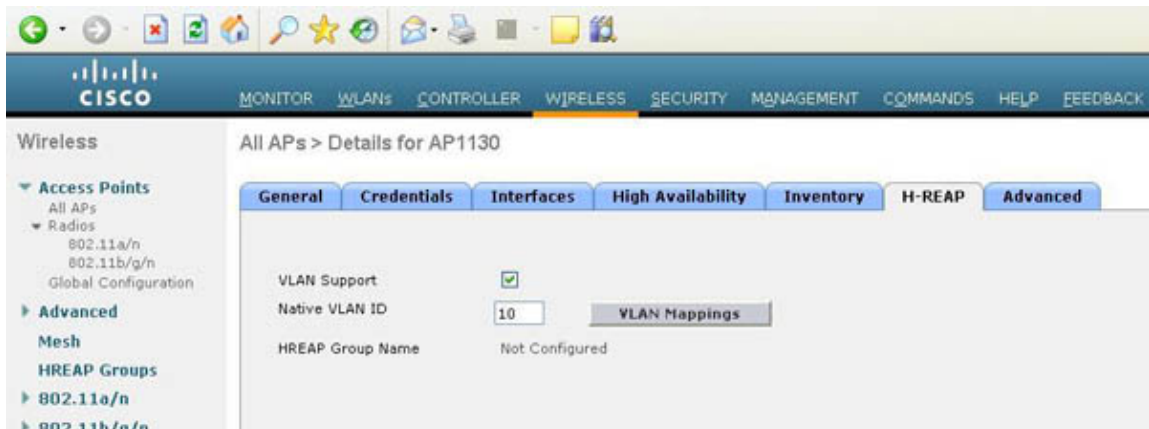 CISCO
MONITOR WLANs CONTROLLER WIRELESS SECURITY MANAGEMENT COMMANDS HELP FEEDBACK
Wireless
Access Points
All APs
Radios
802.11a/n
802.11b/g/n
Global Configuration
Advanced
Mesh
HREAP Groups
802.11a/n
802.11b/g/n
All APs > Details for AP1130
General Credentials Interfaces High Availability Inventory H-REAP Advanced
VLAN Support
Native VLAN ID 10 VLAN Mappings
HREAP Group Name Not Configured